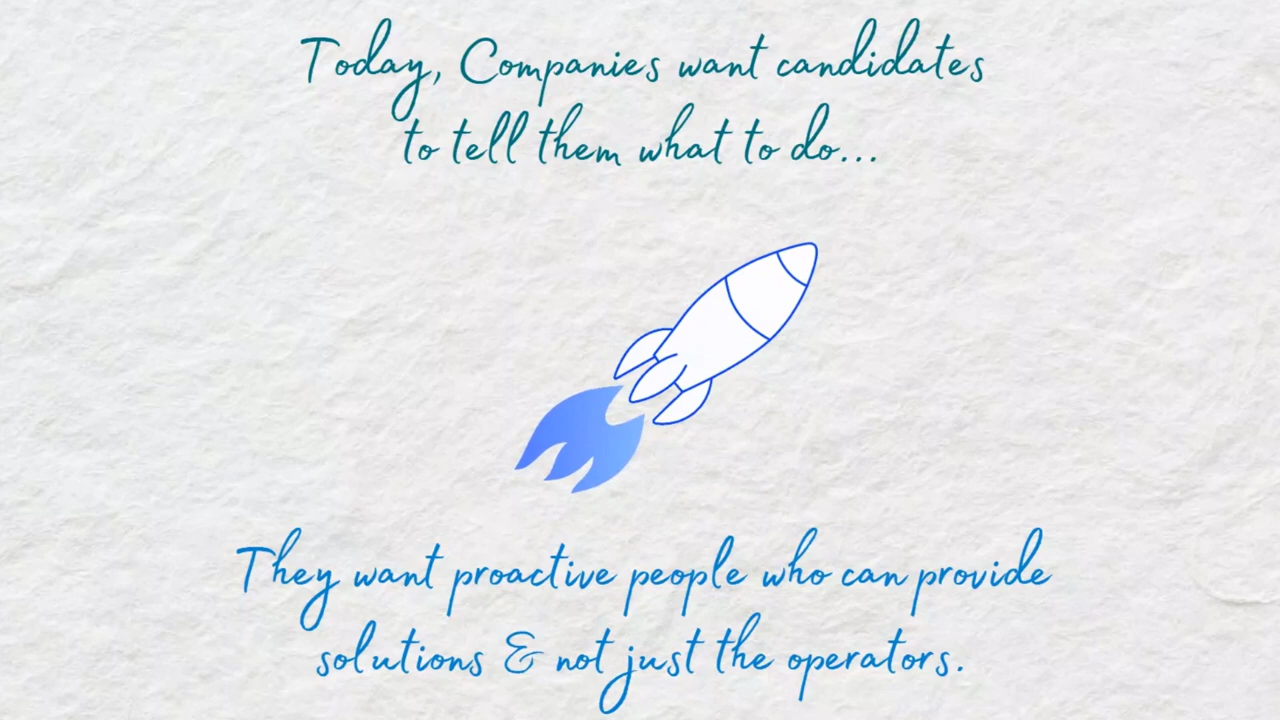 Today, Companies want candidates
to tell them what to do...
They want proactive people who can provide
solutions & not just the operators.